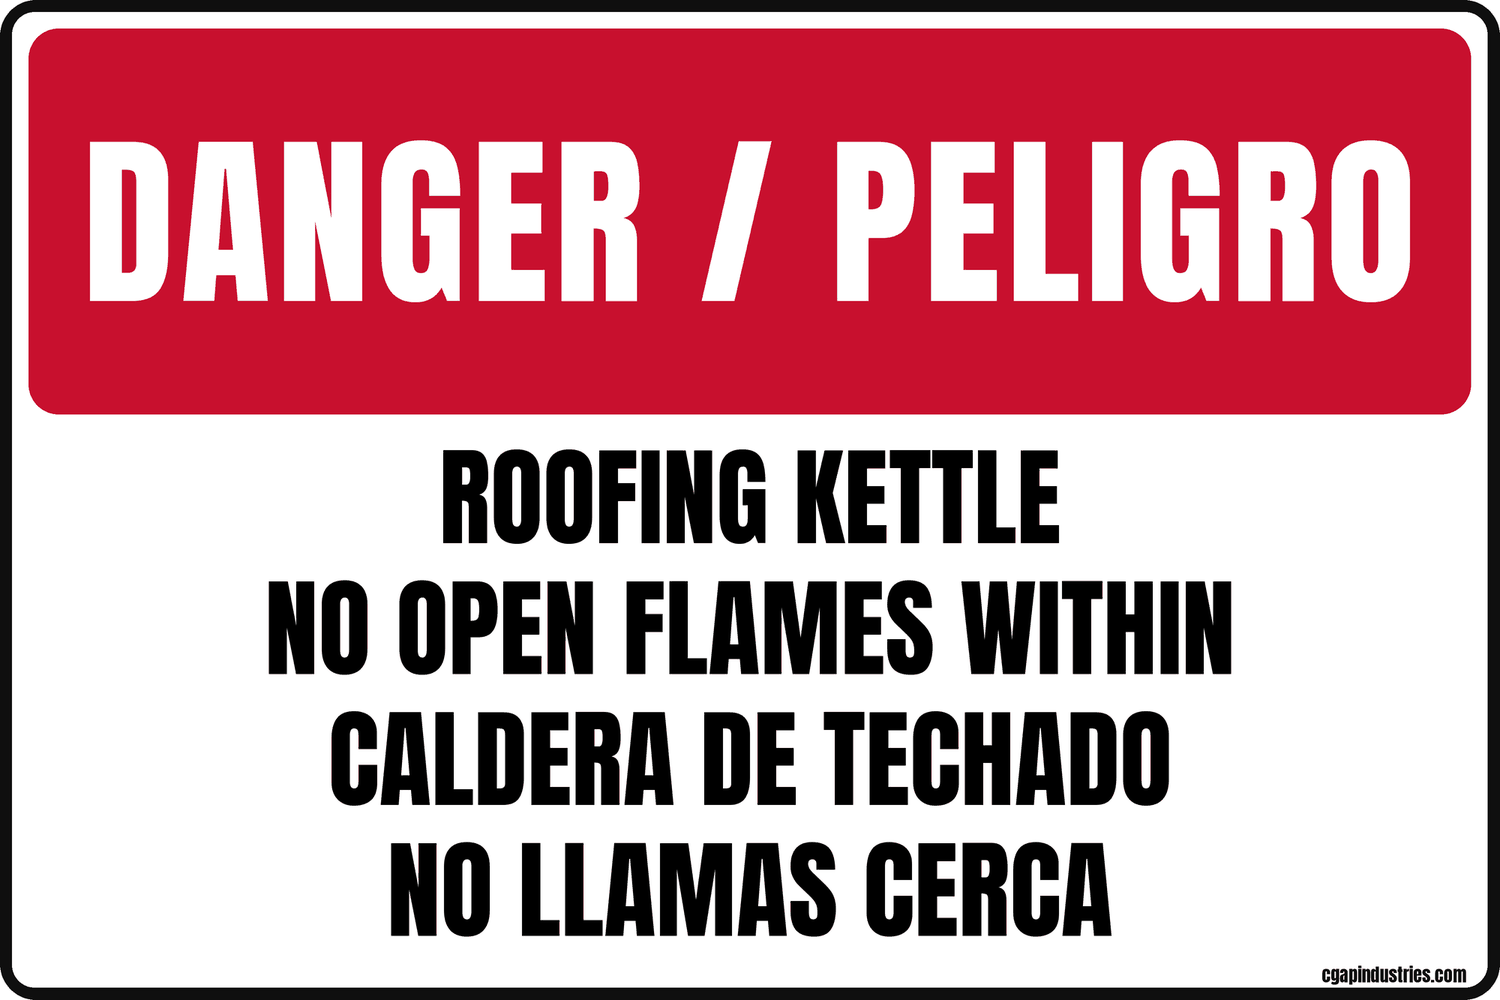 DANGER / PELIGRO
ROOFING KETTLE
NO OPEN FLAMES WITHIN
CALDERA DE TECHADO
NO LLAMAS CERCA
cgapindustries.com